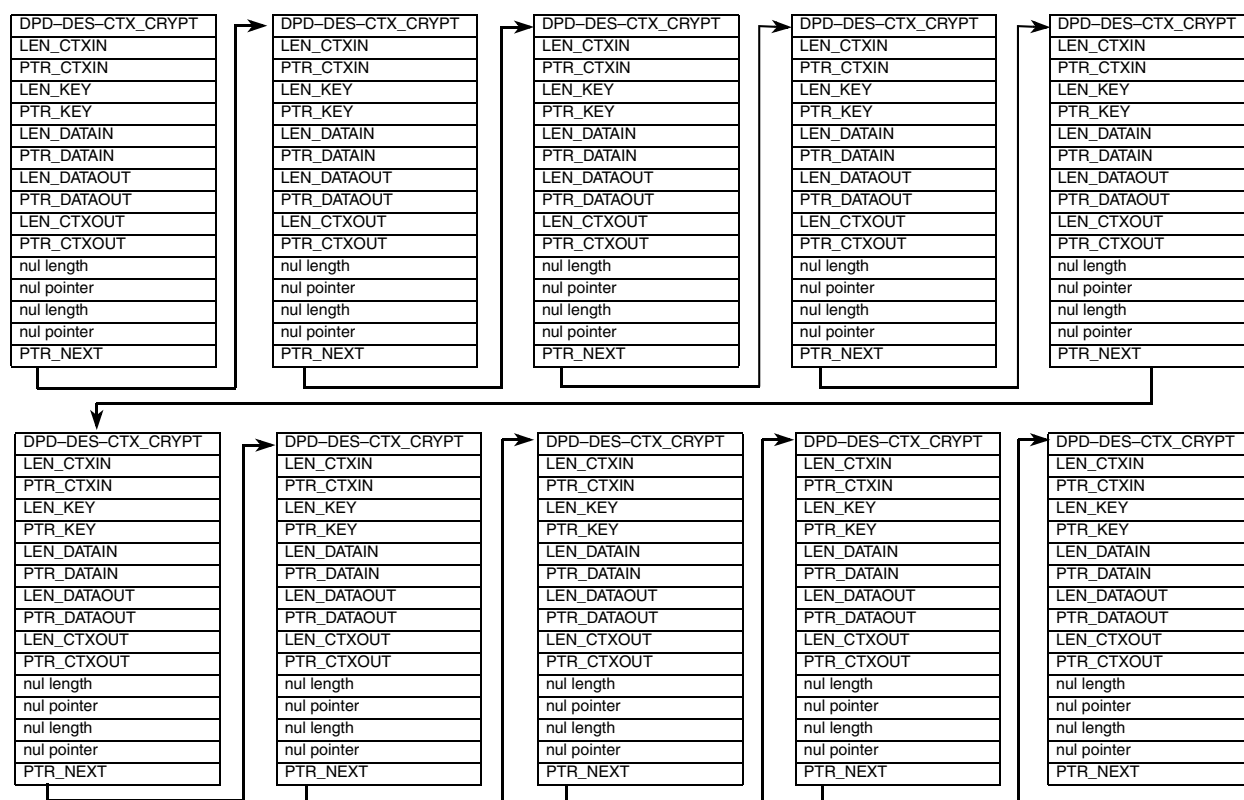 DPD–DES–CTX_CRYPT
LEN_CTXIN
PTR_CTXIN
LEN_KEY
PTR_KEY
LEN_DATAIN
PTR_DATAIN
LEN_DATAOUT
PTR_DATAOUT
LEN_CTXOUT
PTR_CTXOUT
nul length
nul pointer
nul length
nul pointer
PTR_NEXT
DPD–DES–CTX_CRYPT
LEN_CTXIN
PTR_CTXIN
LEN_KEY
PTR_KEY
LEN_DATAIN
PTR_DATAIN
LEN_DATAOUT
PTR_DATAOUT
LEN_CTXOUT
PTR_CTXOUT
nul length
nul pointer
nul length
nul pointer
PTR_NEXT
DPD–DES–CTX_CRYPT
LEN_CTXIN
PTR_CTXIN
LEN_KEY
PTR_KEY
LEN_DATAIN
PTR_DATAIN
LEN_DATAOUT
PTR_DATAOUT
LEN_CTXOUT
PTR_CTXOUT
nul length
nul pointer
nul length
nul pointer
PTR_NEXT
DPD–DES–CTX_CRYPT
LEN_CTXIN
PTR_CTXIN
LEN_KEY
PTR_KEY
LEN_DATAIN
PTR_DATAIN
LEN_DATAOUT
PTR_DATAOUT
LEN_CTXOUT
PTR_CTXOUT
nul length
nul pointer
nul length
nul pointer
PTR_NEXT
DPD–DES–CTX_CRYPT
LEN_CTXIN
PTR_CTXIN
LEN_KEY
PTR_KEY
LEN_DATAIN
PTR_DATAIN
LEN_DATAOUT
PTR_DATAOUT
LEN_CTXOUT
PTR_CTXOUT
nul length
nul pointer
nul length
nul pointer
PTR_NEXT
DPD–DES–CTX_CRYPT
LEN_CTXIN
PTR_CTXIN
LEN_KEY
PTR_KEY
LEN_DATAIN
PTR_DATAIN
LEN_DATAOUT
PTR_DATAOUT
LEN_CTXOUT
PTR_CTXOUT
nul length
nul pointer
nul length
nul pointer
PTR_NEXT
DPD–DES–CTX_CRYPT
LEN_CTXIN
PTR_CTXIN
LEN_KEY
PTR_KEY
LEN_DATAIN
PTR_DATAIN
LEN_DATAOUT
PTR_DATAOUT
LEN_CTXOUT
PTR_CTXOUT
nul length
nul pointer
nul length
nul pointer
PTR_NEXT
DPD–DES–CTX_CRYPT
LEN_CTXIN
PTR_CTXIN
LEN_KEY
PTR_KEY
LEN_DATAIN
PTR_DATAIN
LEN_DATAOUT
PTR_DATAOUT
LEN_CTXOUT
PTR_CTXOUT
nul length
nul pointer
nul length
nul pointer
PTR_NEXT
DPD–DES–CTX_CRYPT
LEN_CTXIN
PTR_CTXIN
LEN_KEY
PTR_KEY
LEN_DATAIN
PTR_DATAIN
LEN_DATAOUT
PTR_DATAOUT
LEN_CTXOUT
PTR_CTXOUT
nul length
nul pointer
nul length
nul pointer
PTR_NEXT
DPD–DES–CTX_CRYPT
LEN_CTXIN
PTR_CTXIN
LEN_KEY
PTR_KEY
LEN_DATAIN
PTR_DATAIN
LEN_DATAOUT
PTR_DATAOUT
LEN_CTXOUT
PTR_CTXOUT
nul length
nul pointer
nul length
nul pointer
PTR_NEXT